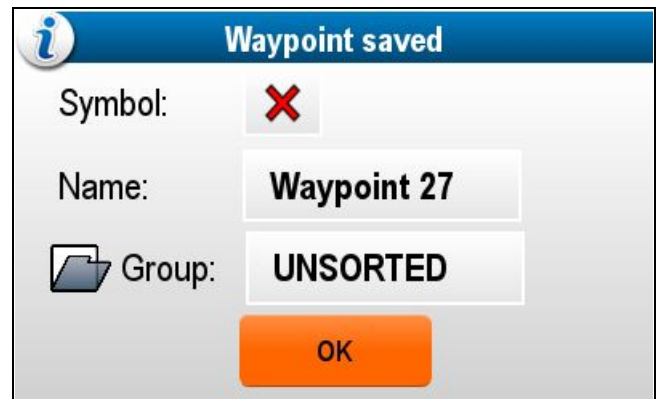 Waypoint saved
Symbol:
Name: Waypoint 27
Group: UNSORTED
OK